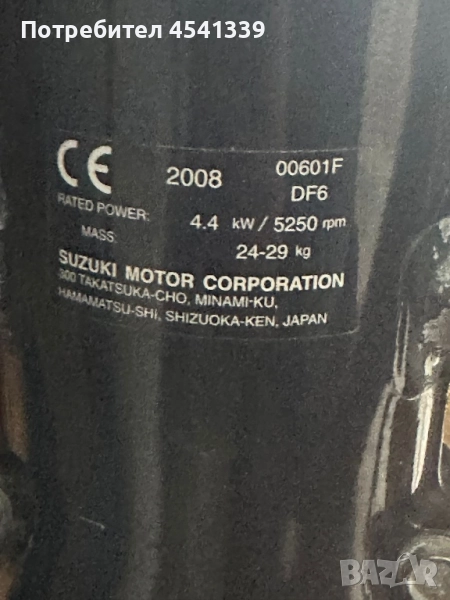 Потребител 4541339
CE 2008 00601F
DF6
RATED POWER: 4.4 kW / 5250 rpm
MASS: 24-29 kg
SUZUKI MOTOR CORPORATION
300 TAKATSUKA-CHO, MINAMI-KU,
HAMAMATSU-SHI, SHIZUOKA-KEN, JAPAN
BAZAR